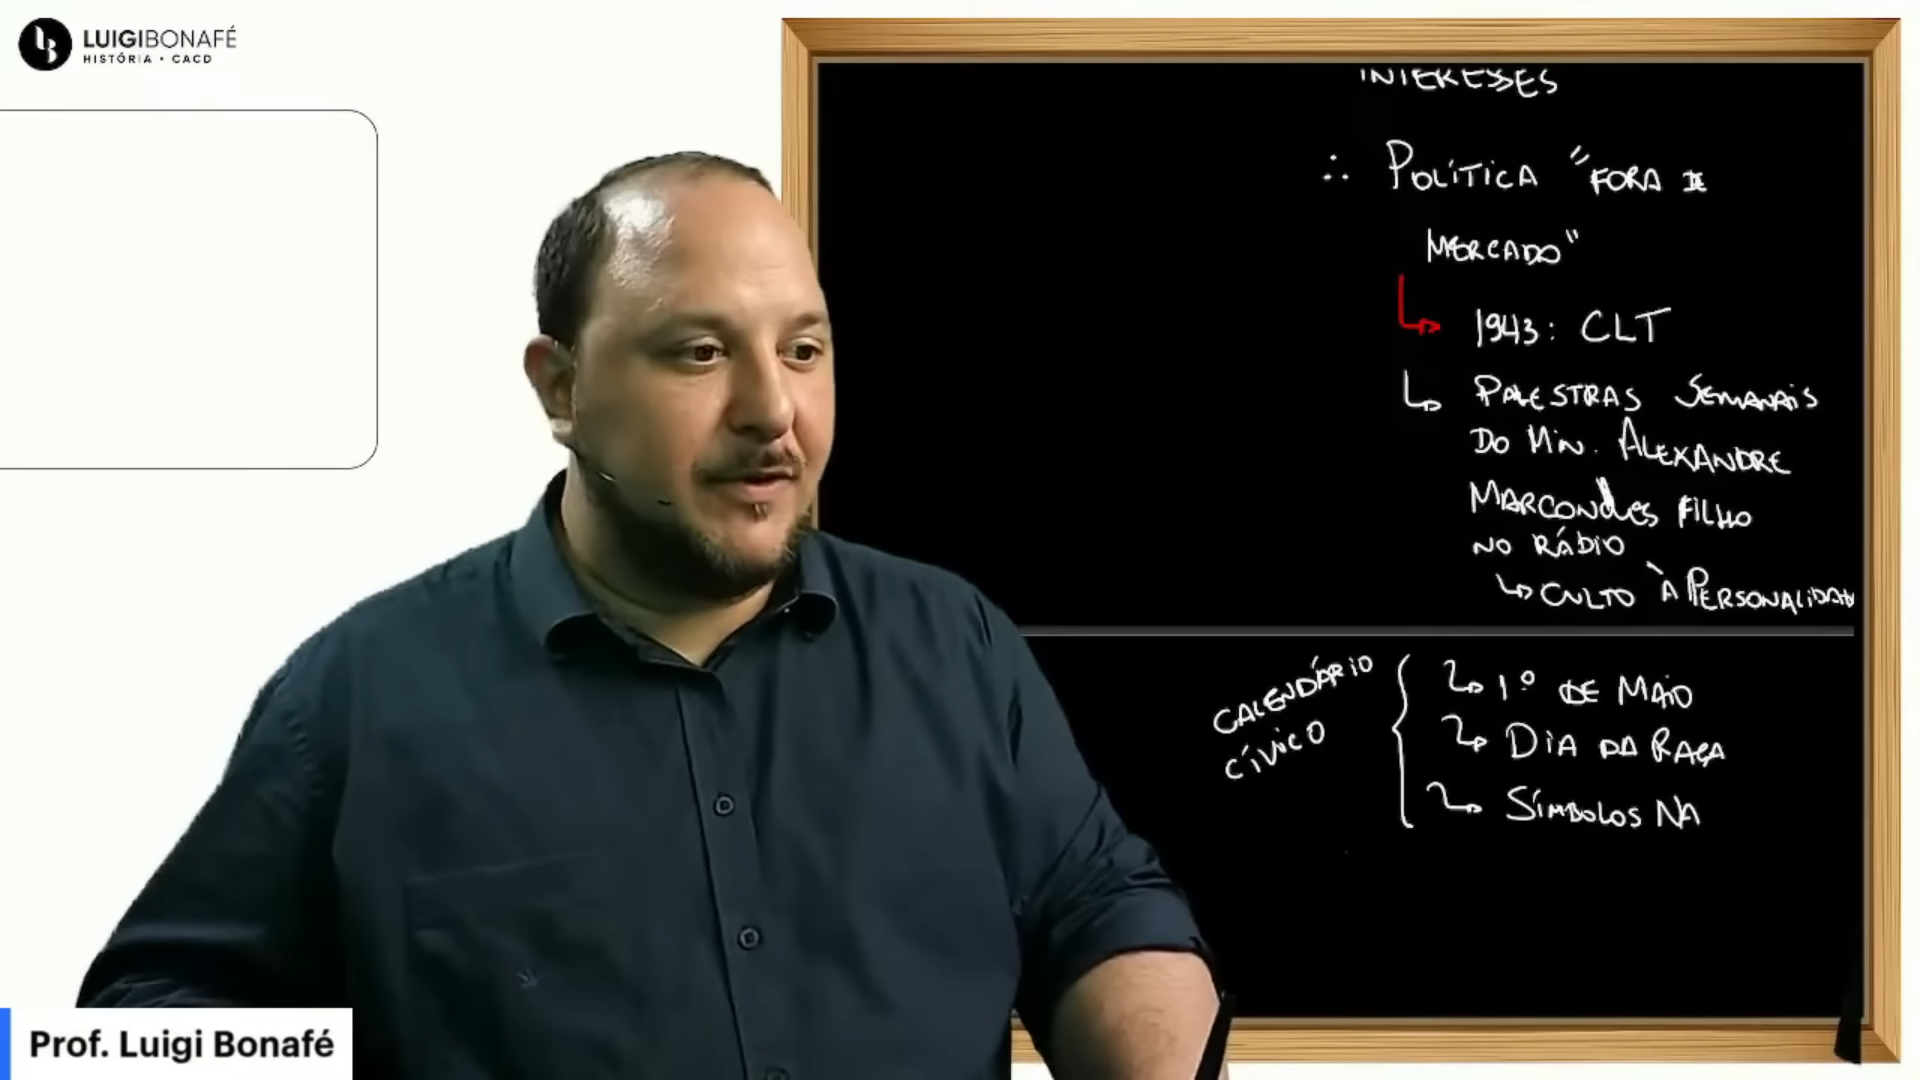 LUIGIBONAFÉ
HISTÓRIA • CACD
INTERESSES
∴ POLÍTICA "FORA DE
MERCADO"
↳ 1943: CLT
↳ PALESTRAS SEMANAIS
DO MIN. ALEXANDRE
MARCONDES FILHO
NO RÁDIO
↳ CULTO À PERSONALIDADE
CALENDÁRIO
CÍVICO
↳ 1º DE MAIO
↳ DIA DA RAÇA
↳ SÍMBOLOS NA
Prof. Luigi Bonafé